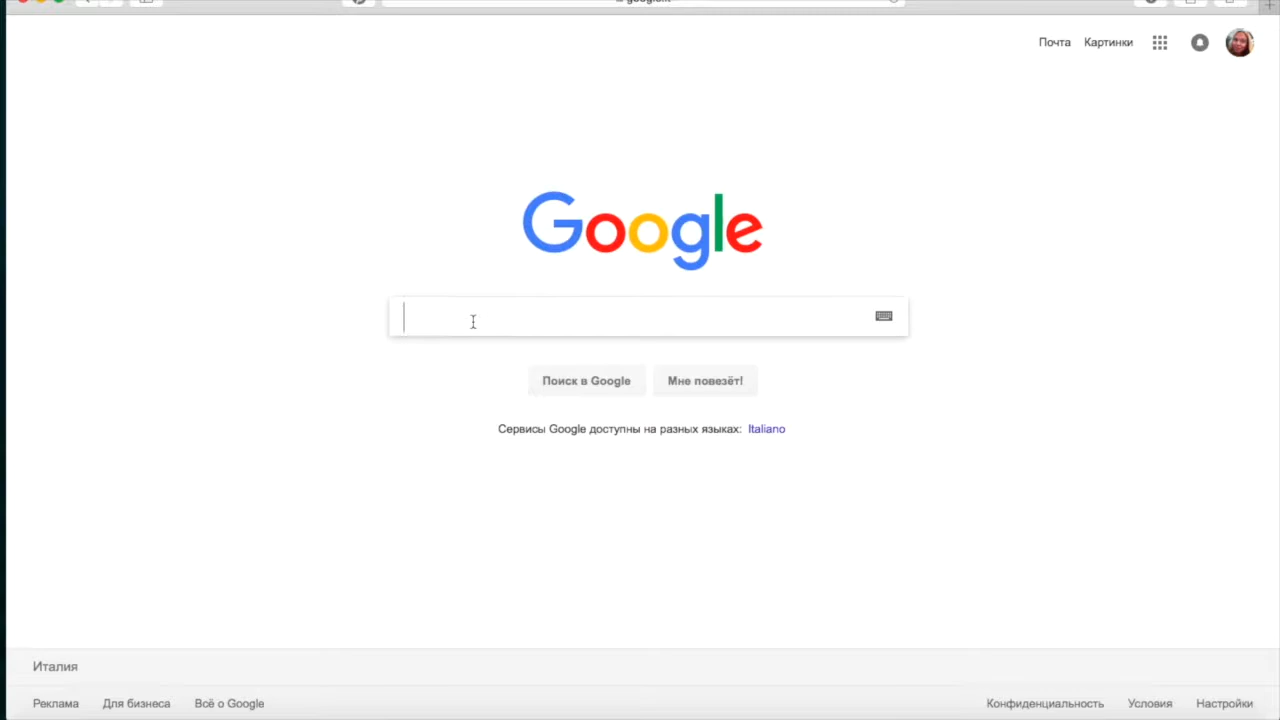 Почта Картинки
Google
Поиск в Google Мне повезёт!
Сервисы Google доступны на разных языках: Italiano
Италия
Реклама Для бизнеса Всё о Google Конфиденциальность Условия Настройки